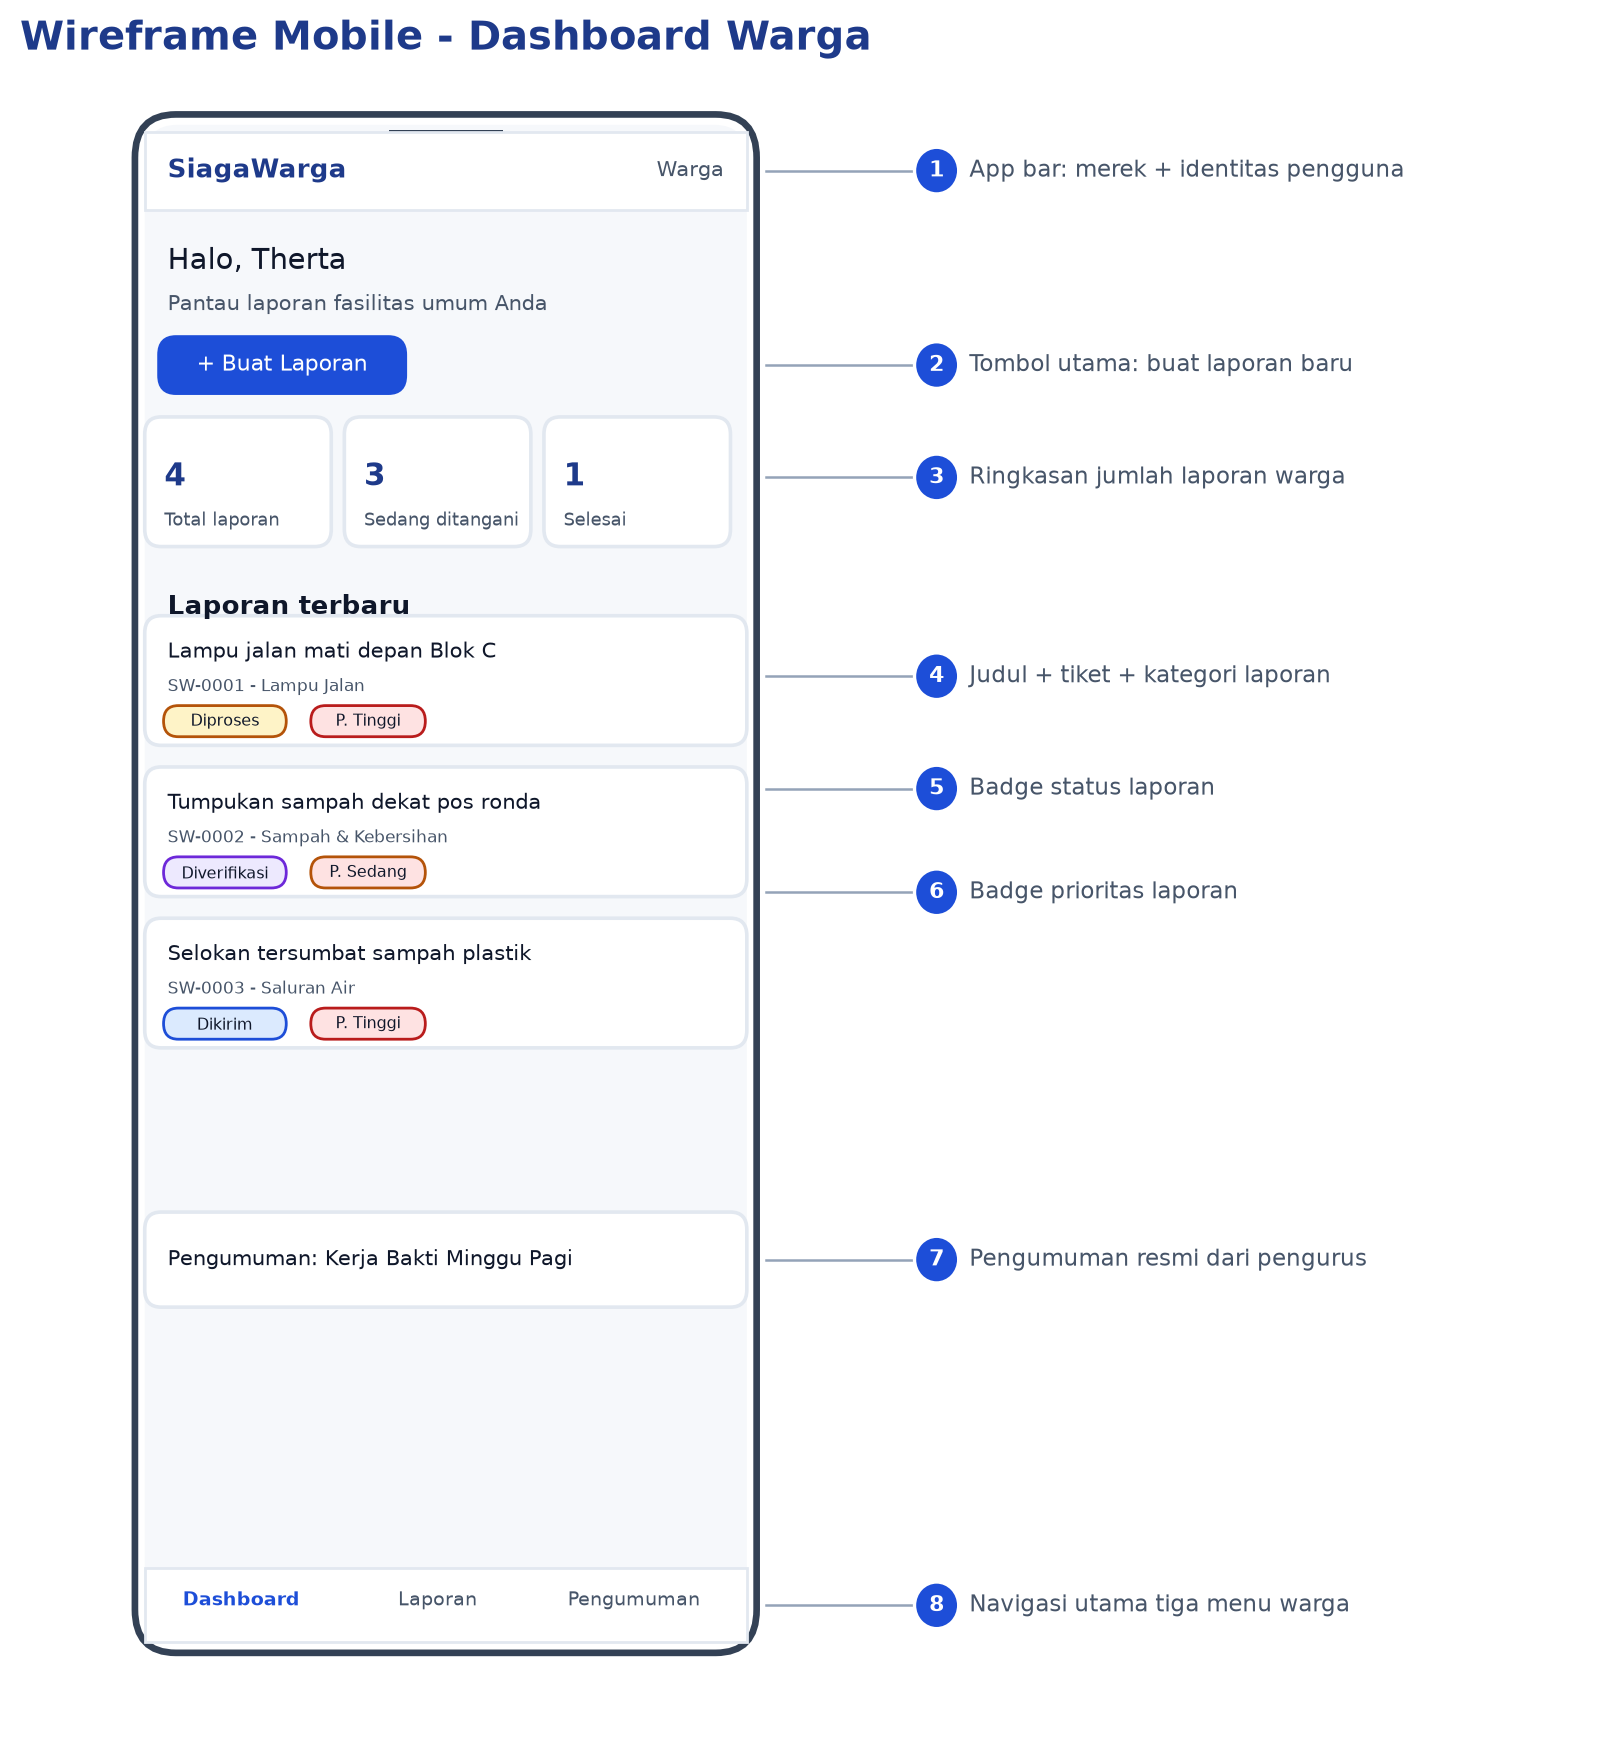 Wireframe Mobile - Dashboard Warga
SiagaWarga
Warga
1 App bar: merek + identitas pengguna
Halo, Therta
Pantau laporan fasilitas umum Anda
+ Buat Laporan
2 Tombol utama: buat laporan baru
4
Total laporan
3
Sedang ditangani
1
Selesai
3 Ringkasan jumlah laporan warga
Laporan terbaru
Lampu jalan mati depan Blok C
SW-0001 - Lampu Jalan
Diproses
P. Tinggi
4 Judul + tiket + kategori laporan
Tumpukan sampah dekat pos ronda
SW-0002 - Sampah & Kebersihan
Diverifikasi
P. Sedang
5 Badge status laporan
6 Badge prioritas laporan
Selokan tersumbat sampah plastik
SW-0003 - Saluran Air
Dikirim
P. Tinggi
Pengumuman: Kerja Bakti Minggu Pagi
7 Pengumuman resmi dari pengurus
Dashboard
Laporan
Pengumuman
8 Navigasi utama tiga menu warga